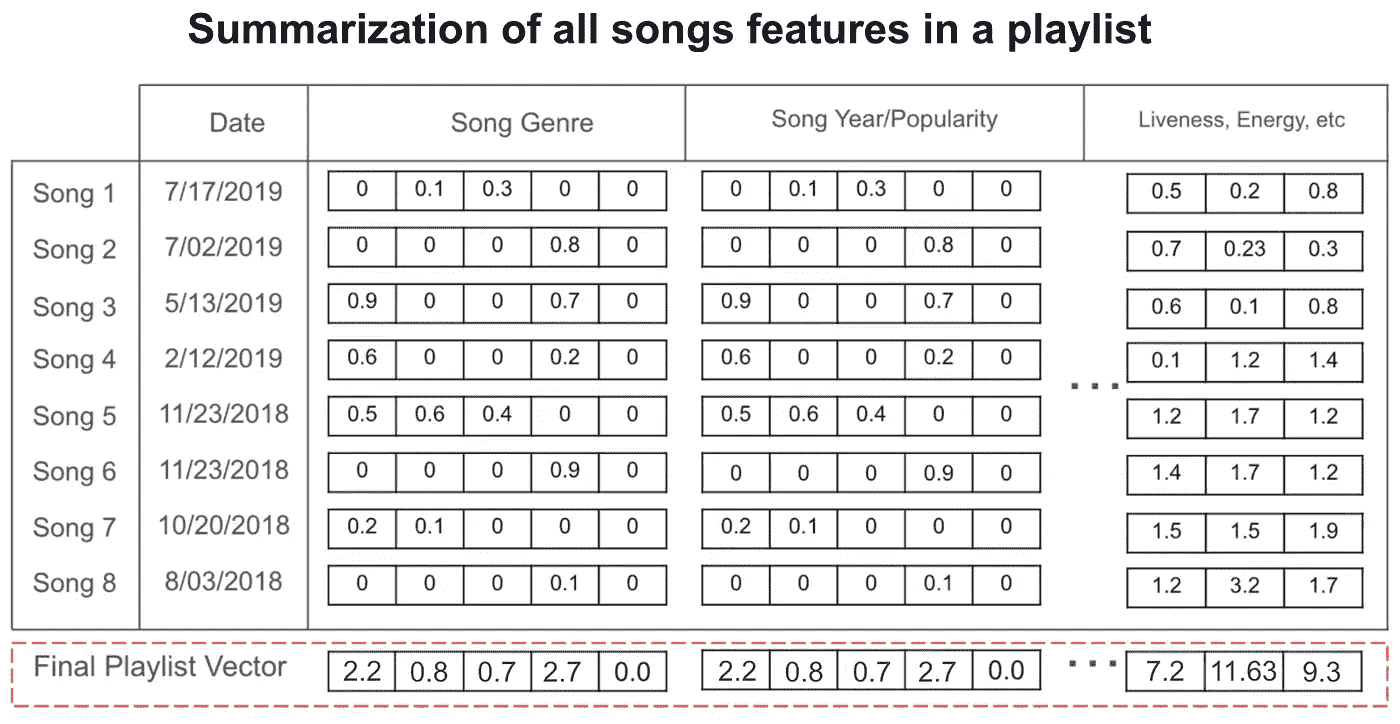 Summarization of all songs features in a playlist
Date Song Genre Song Year/Popularity Liveness, Energy, etc
Song 1 7/17/2019 0 0.1 0.3 0 0 0 0.1 0.3 0 0 0.5 0.2 0.8
Song 2 7/02/2019 0 0 0 0.8 0 0 0 0 0.8 0 0.7 0.23 0.3
Song 3 5/13/2019 0.9 0 0 0.7 0 0.9 0 0 0.7 0 0.6 0.1 0.8
Song 4 2/12/2019 0.6 0 0 0.2 0 0.6 0 0 0.2 0 0.1 1.2 1.4
...
Song 5 11/23/2018 0.5 0.6 0.4 0 0 0.5 0.6 0.4 0 0 1.2 1.7 1.2
Song 6 11/23/2018 0 0 0 0.9 0 0 0 0 0.9 0 1.4 1.7 1.2
Song 7 10/20/2018 0.2 0.1 0 0 0 0.2 0.1 0 0 0 1.5 1.5 1.9
Song 8 8/03/2018 0 0 0 0.1 0 0 0 0 0.1 0 1.2 3.2 1.7
Final Playlist Vector 2.2 0.8 0.7 2.7 0.0 2.2 0.8 0.7 2.7 0.0 ... 7.2 11.63 9.3